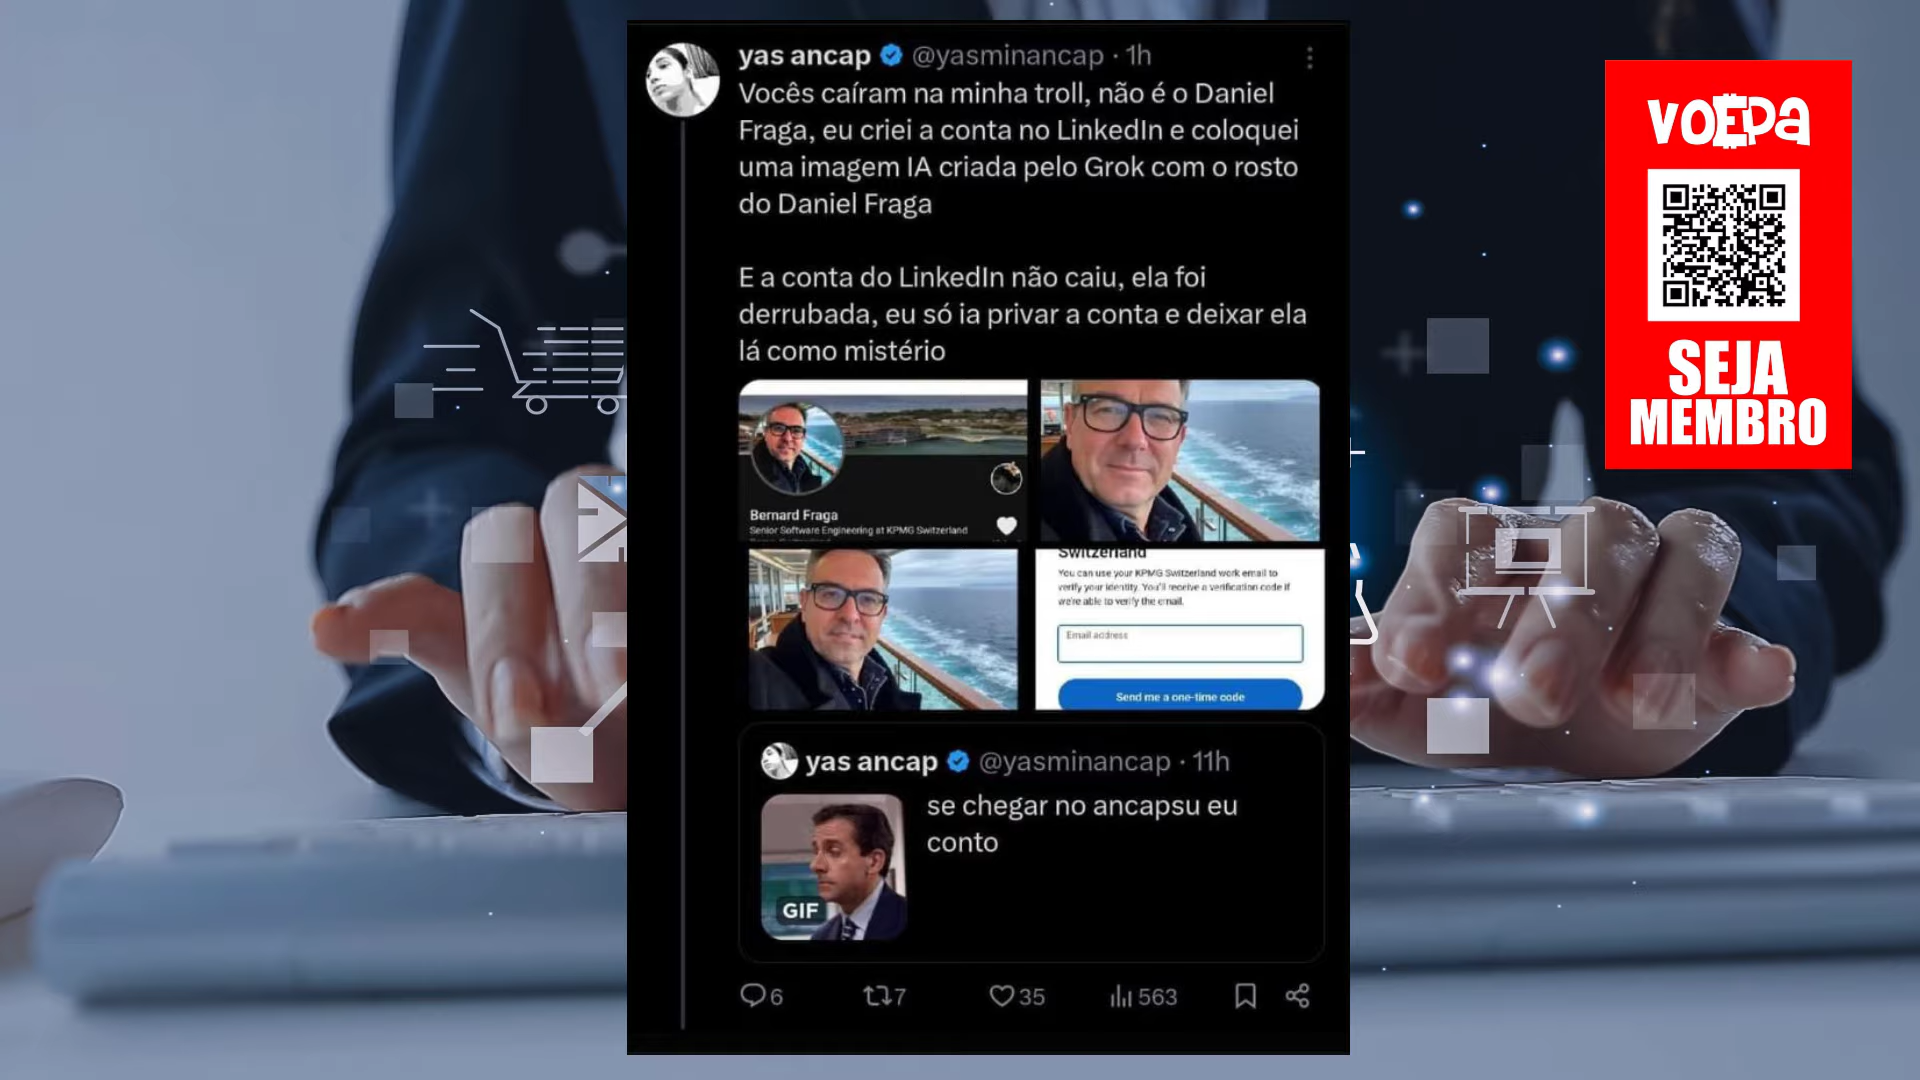 yas ancap @yasminancap · 1h
Vocês caíram na minha troll, não é o Daniel
Fraga, eu criei a conta no LinkedIn e coloquei
uma imagem IA criada pelo Grok com o rosto
do Daniel Fraga
E a conta do LinkedIn não caiu, ela foi
derrubada, eu só ia privar a conta e deixar ela
lá como mistério
Bernard Fraga
Senior Software Engineering at KPMG Switzerland
Switzerland
You can use your KPMG Switzerland work email to
verify your identity. You'll receive a verification code if
we're able to verify the email.
Email address
Send me a one-time code
yas ancap @yasminancap · 11h
se chegar no ancapsu eu
conto
GIF
6 7 35 563
VOEPA
SEJA
MEMBRO